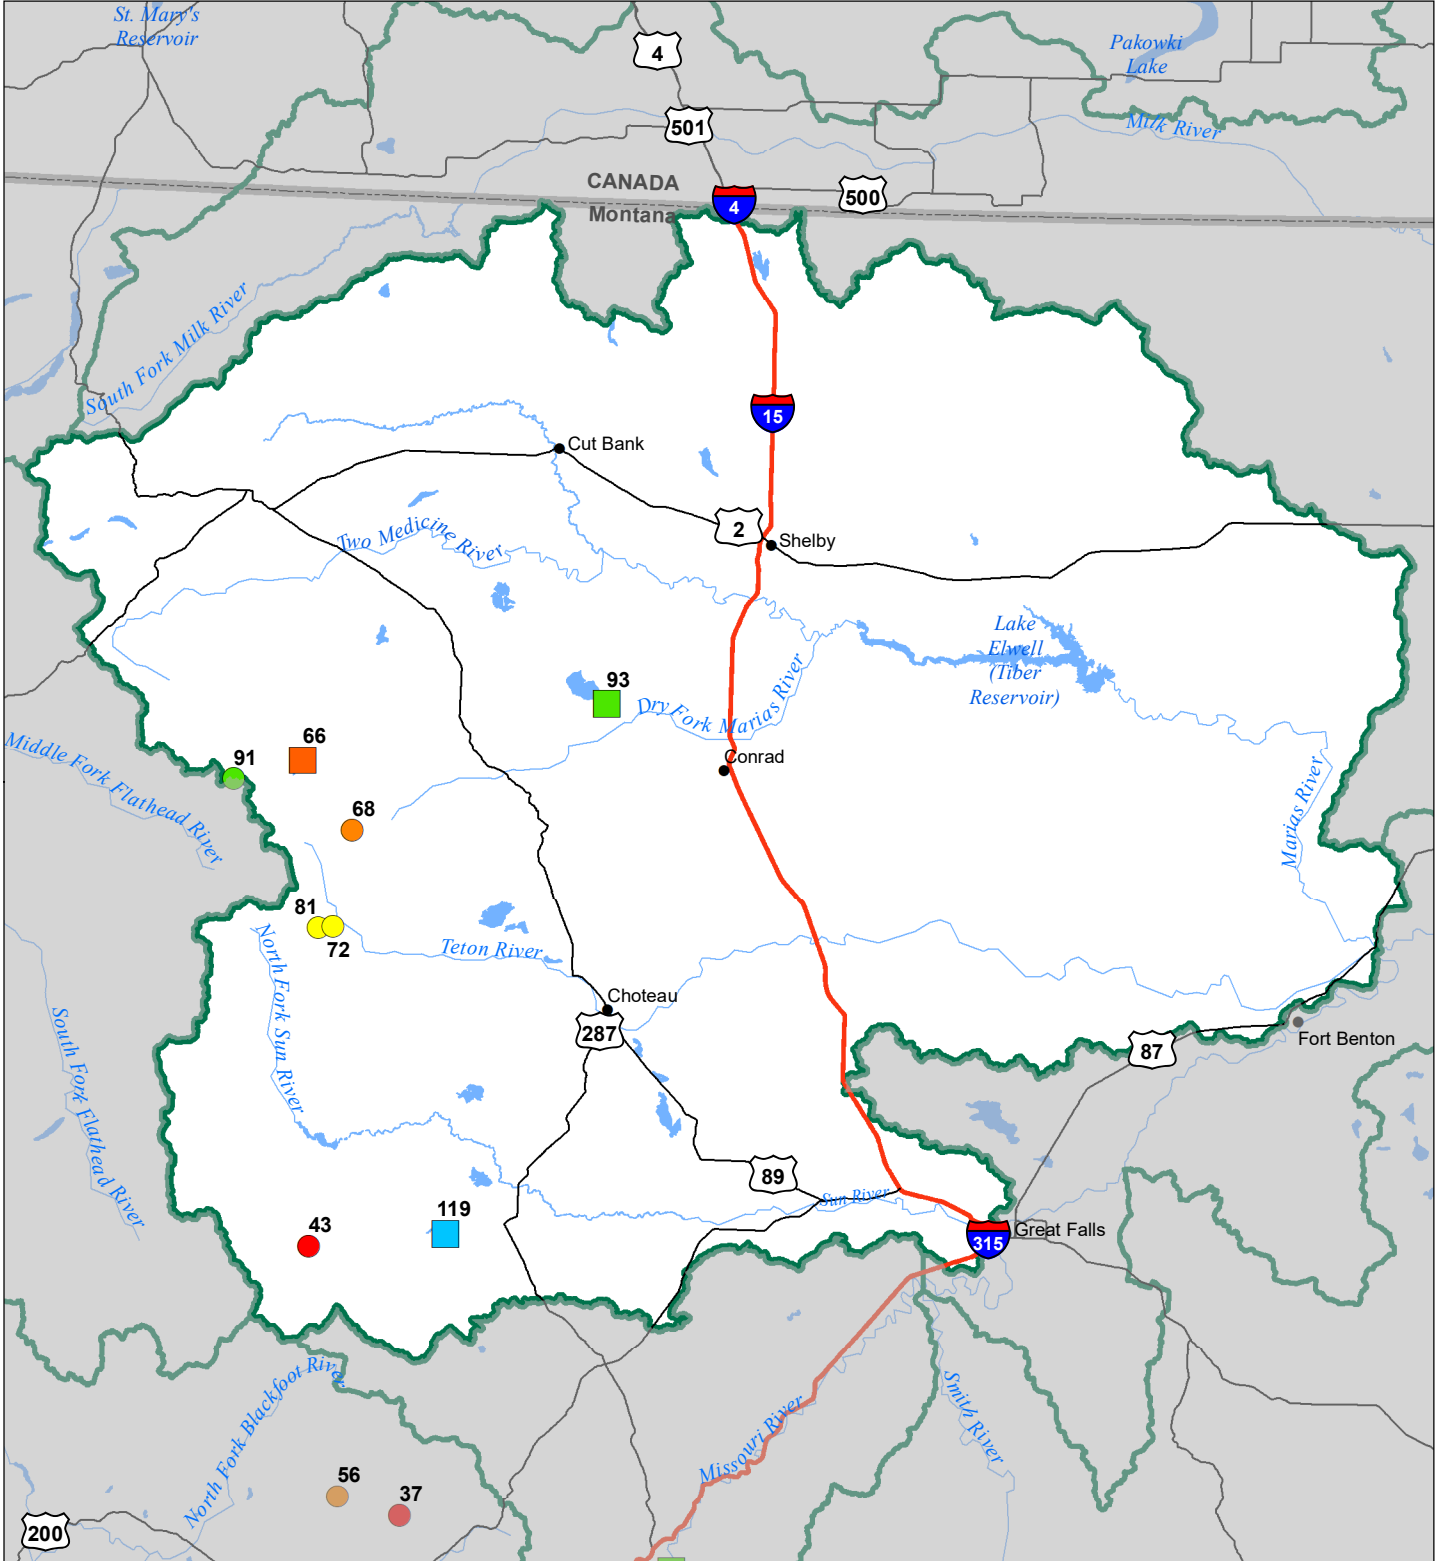 St. Mary's
Reservoir
4
Pakowki
Lake
501
Milk River
CANADA
Montana
4
500
South Fork Milk River
15
Cut Bank
2
Shelby
Two Medicine River
Lake
Elwell
(Tiber
Reservoir)
93
Dry Fork Marias River
66
91
Middle Fork Flathead River
Conrad
68
Marias River
81
72
North Fork Sun River
Teton River
Choteau
287
South Fork Flathead River
Fort Benton
87
89
Sun River
119
43
315
Great Falls
North Fork Blackfoot River
Missouri River
Smith River
56
37
200